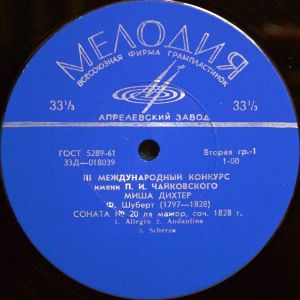 МЕЛОДИЯ
ВСЕСОЮЗНАЯ ФИРМА ГРАМПЛАСТИНОК
33⅓ 33⅓
АПРЕЛЕВСКИЙ ЗАВОД
ГОСТ 5289-61 Вторая гр.-1
33Д—018039 1-00
III МЕЖДУНАРОДНЫЙ КОНКУРС
имени П. И. ЧАЙКОВСКОГО
МИША ДИХТЕР
Ф. Шуберт (1797—1828)
СОНАТА № 20 ля мажор, соч. 1828 г.
1. Allegro 2. Andantino
3. Scherzo